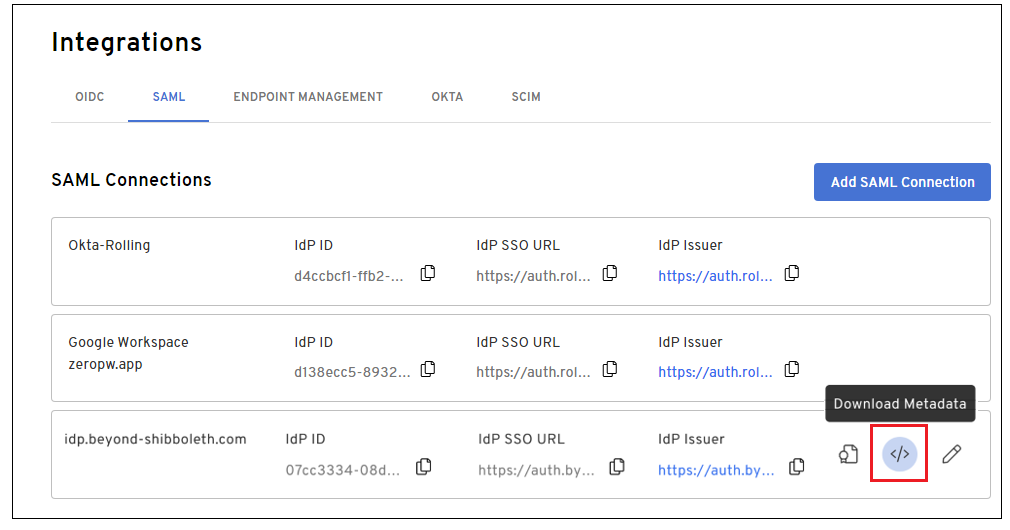 Integrations
OIDC SAML ENDPOINT MANAGEMENT OKTA SCIM
SAML Connections Add SAML Connection
Okta-Rolling IdP ID IdP SSO URL IdP Issuer
d4ccbcf1-ffb2-... https://auth.rol... https://auth.rol...
Google Workspace IdP ID IdP SSO URL IdP Issuer
zeropw.app d138ecc5-8932... https://auth.rol... https://auth.rol...
Download Metadata
idp.beyond-shibboleth.com IdP ID IdP SSO URL IdP Issuer
07cc3334-08d... https://auth.by... https://auth.by... </>